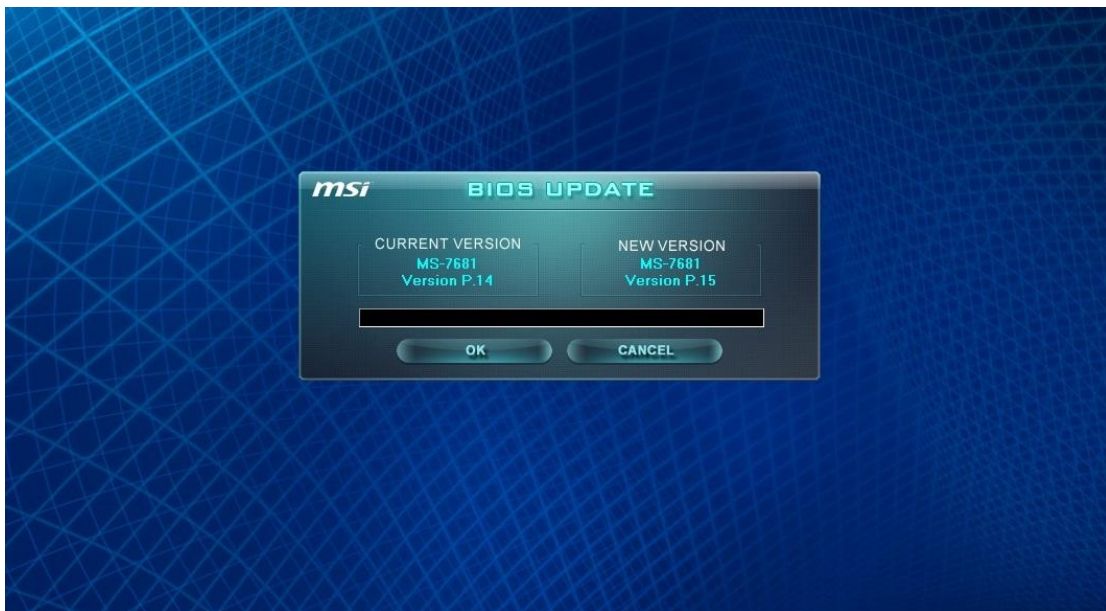 msi BIOS UPDATE
CURRENT VERSION
MS-7681
Version P.14
NEW VERSION
MS-7681
Version P.15
OK
CANCEL